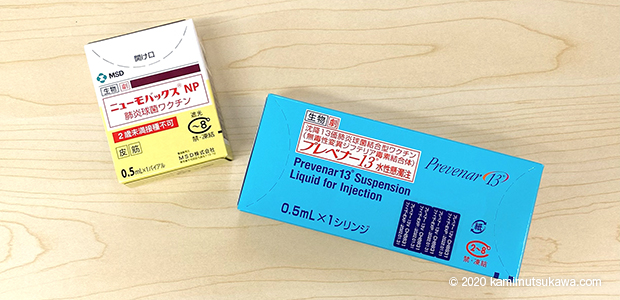 開け口
MSD
生物 劇
ニューモバックス® NP
肺炎球菌ワクチン
2歳未満接種不可
遮光
~8°
禁・凍結
皮 筋
0.5mL×1バイアル
MSD株式会社
生物 劇
沈降13価肺炎球菌結合型ワクチン
(無毒性変異ジフテリア毒素結合体)
プレベナー13® 水性懸濁注
Prevenar13® Suspension
Liquid for Injection
0.5mL×1シリンジ
Prevenar 13®
紙
2~8°
禁・凍結
© 2020 kamimutsukawa.com